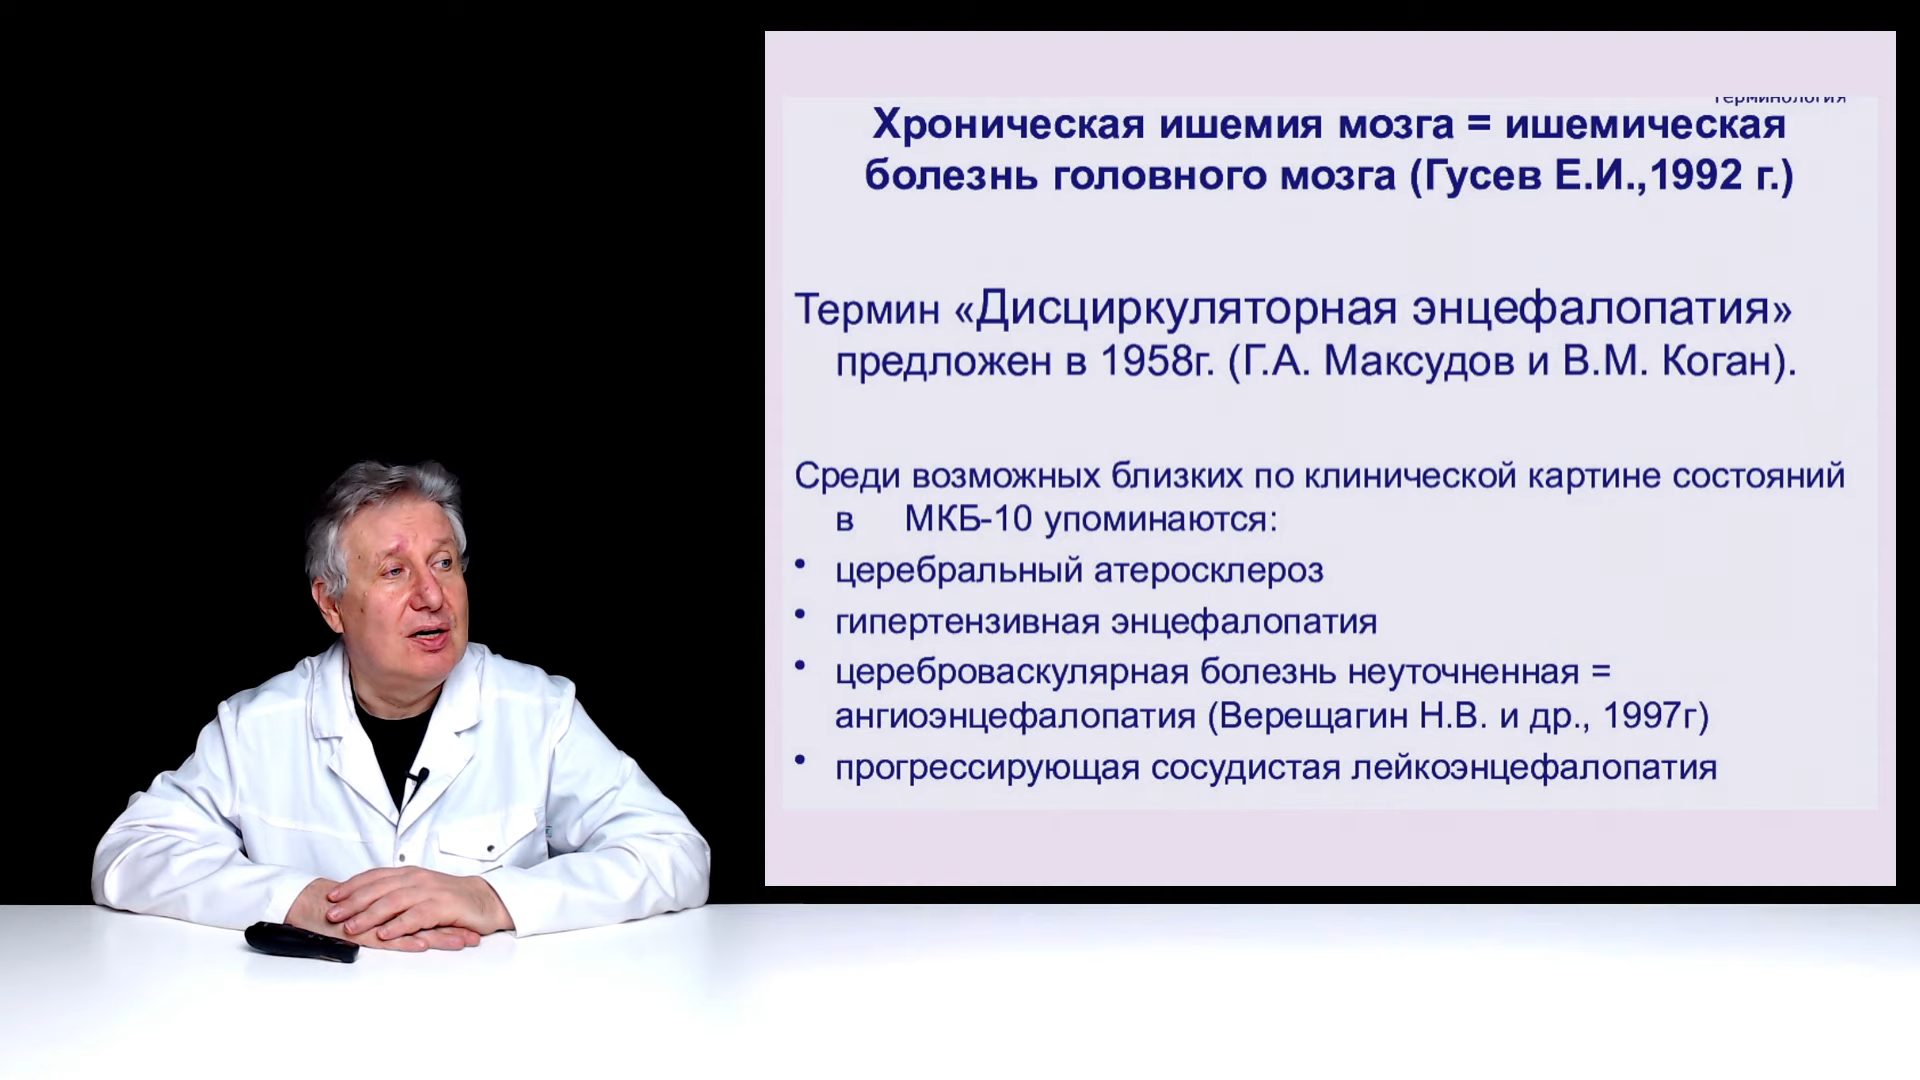 Терминология
Хроническая ишемия мозга = ишемическая
болезнь головного мозга (Гусев Е.И.,1992 г.)
Термин «Дисциркуляторная энцефалопатия»
предложен в 1958г. (Г.А. Максудов и В.М. Коган).
Среди возможных близких по клинической картине состояний
в МКБ-10 упоминаются:
• церебральный атеросклероз
• гипертензивная энцефалопатия
• цереброваскулярная болезнь неуточненная =
ангиоэнцефалопатия (Верещагин Н.В. и др., 1997г)
• прогрессирующая сосудистая лейкоэнцефалопатия